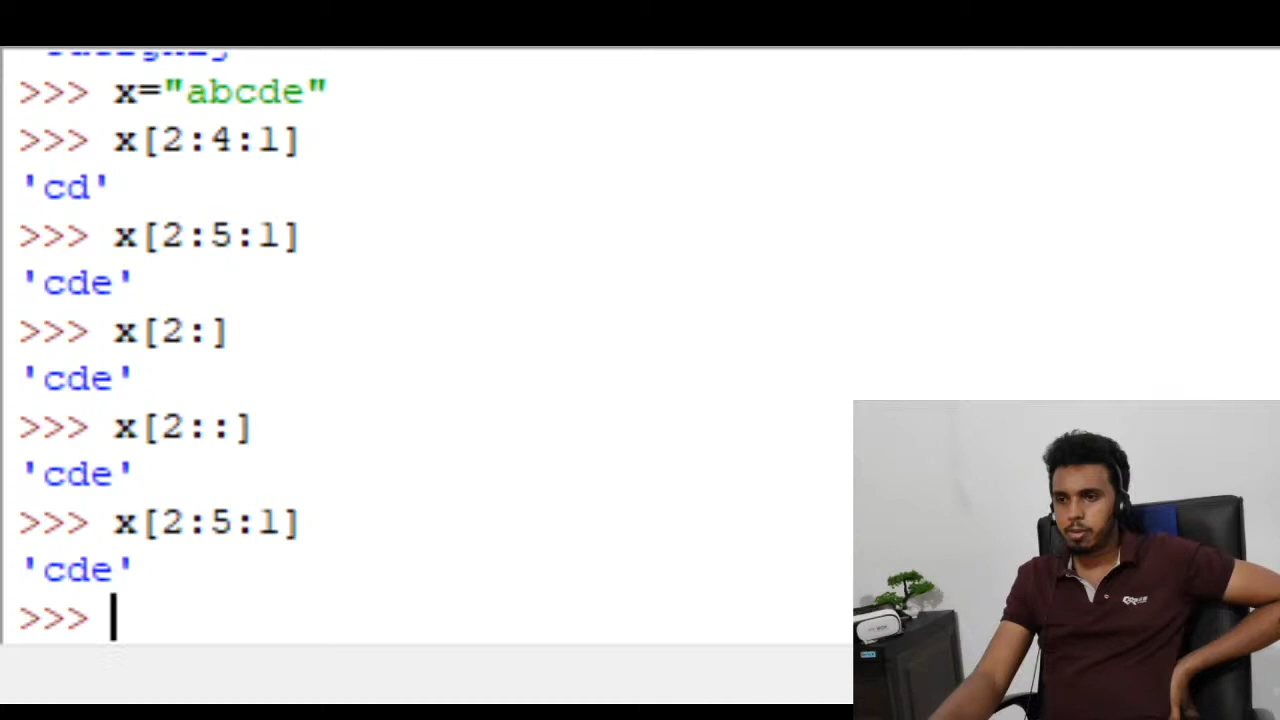 >>> x="abcde"
>>> x[2:4:1]
'cd'
>>> x[2:5:1]
'cde'
>>> x[2:]
'cde'
>>> x[2::]
'cde'
>>> x[2:5:1]
'cde'
>>>